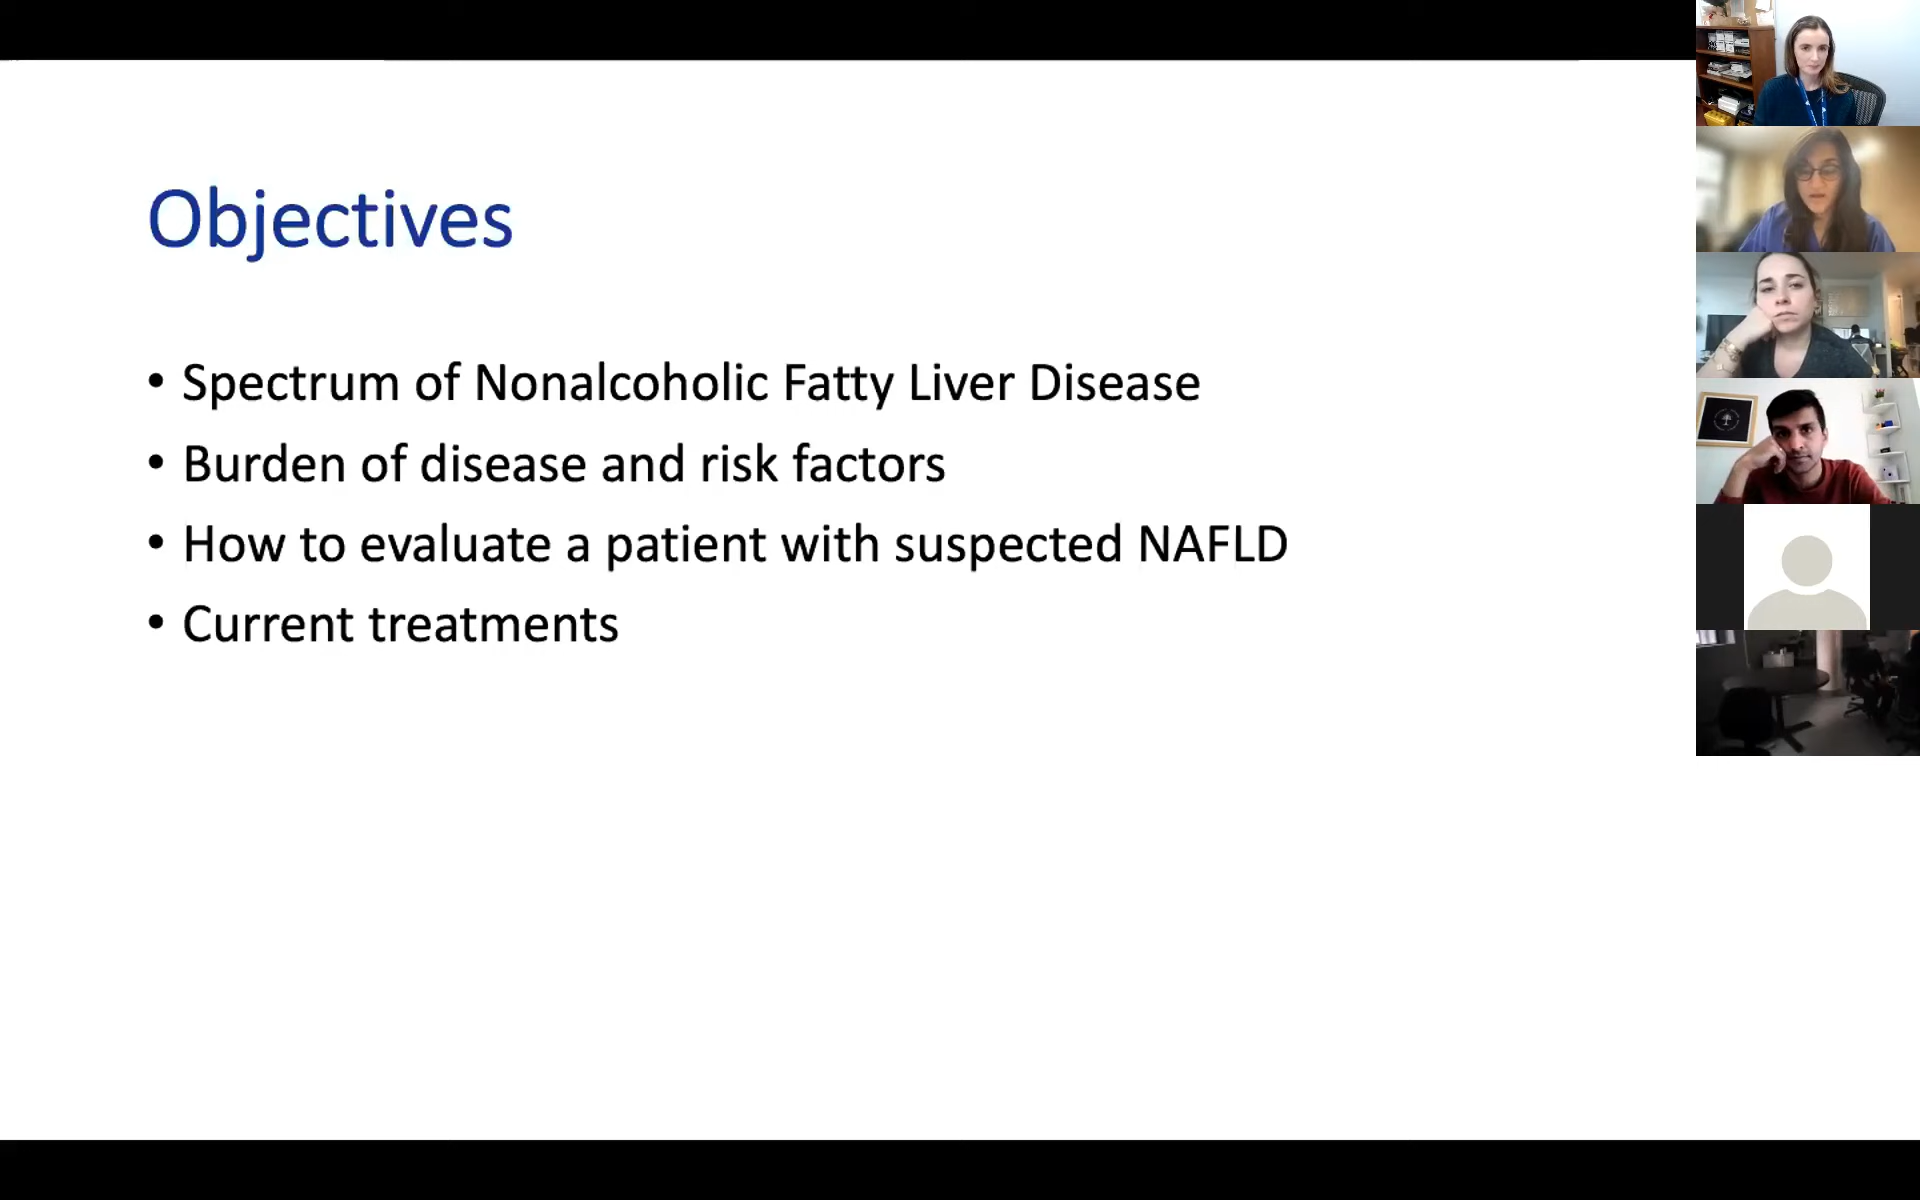 Objectives
• Spectrum of Nonalcoholic Fatty Liver Disease
• Burden of disease and risk factors
• How to evaluate a patient with suspected NAFLD
• Current treatments